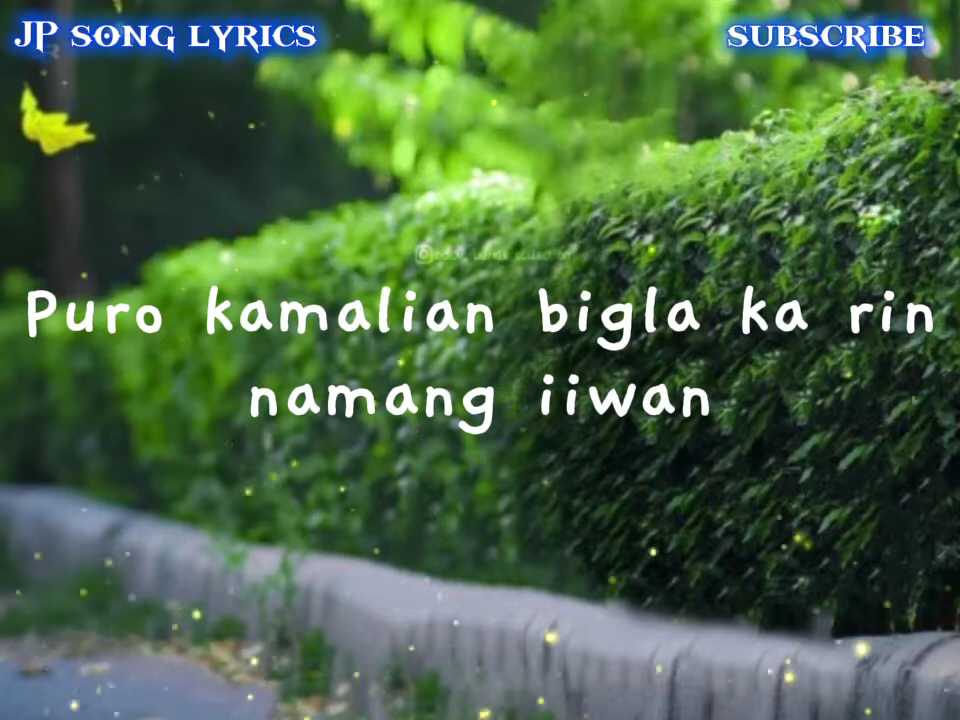 JP SONG LYRICS
SUBSCRIBE
Puro kamalian bigla ka rin
namang iiwan